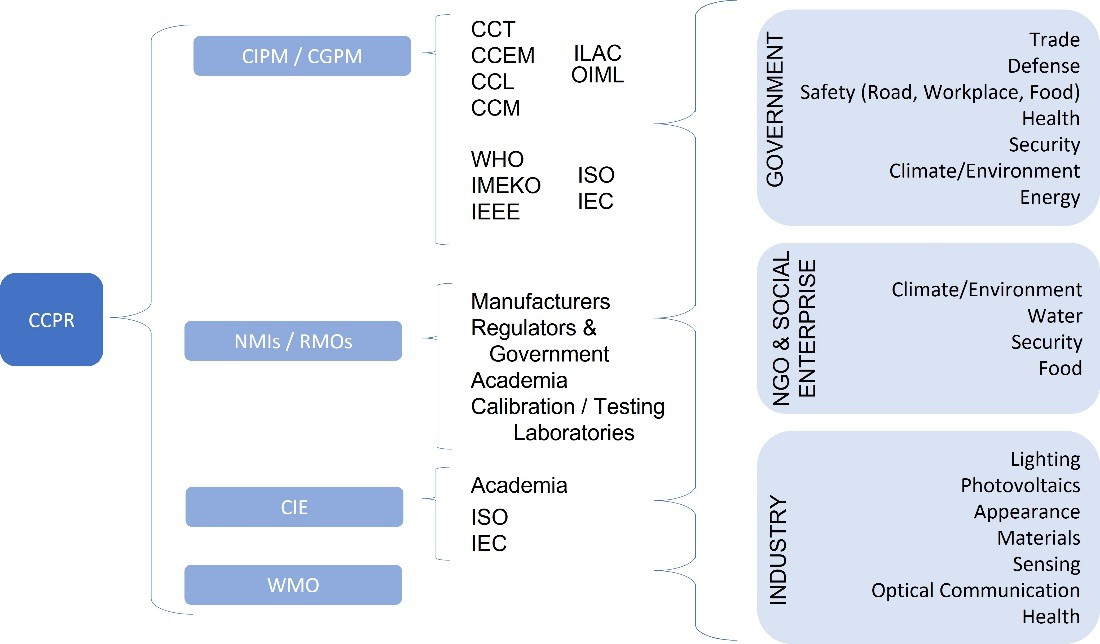 CCPR
CIPM / CGPM
CCT
CCEM
CCL
CCM
ILAC
OIML
WHO
IMEKO
IEEE
ISO
IEC
NMIs / RMOs
Manufacturers
Regulators &
Government
Academia
Calibration / Testing
Laboratories
CIE
Academia
ISO
IEC
WMO
GOVERNMENT
Trade
Defense
Safety (Road, Workplace, Food)
Health
Security
Climate/Environment
Energy
NGO & SOCIAL
ENTERPRISE
Climate/Environment
Water
Security
Food
INDUSTRY
Lighting
Photovoltaics
Appearance
Materials
Sensing
Optical Communication
Health